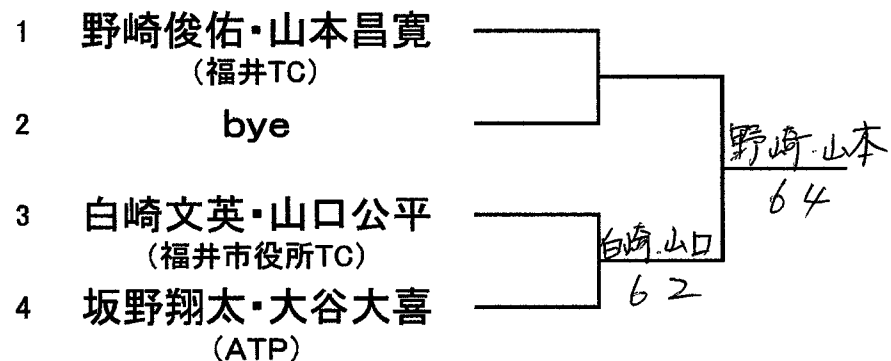 1 野崎俊佑・山本昌寛
(福井TC)
2 bye
野崎.山本
6 4
3 白崎文英・山口公平
(福井市役所TC)
白崎.山口
6 2
4 坂野翔太・大谷大喜
(ATP)